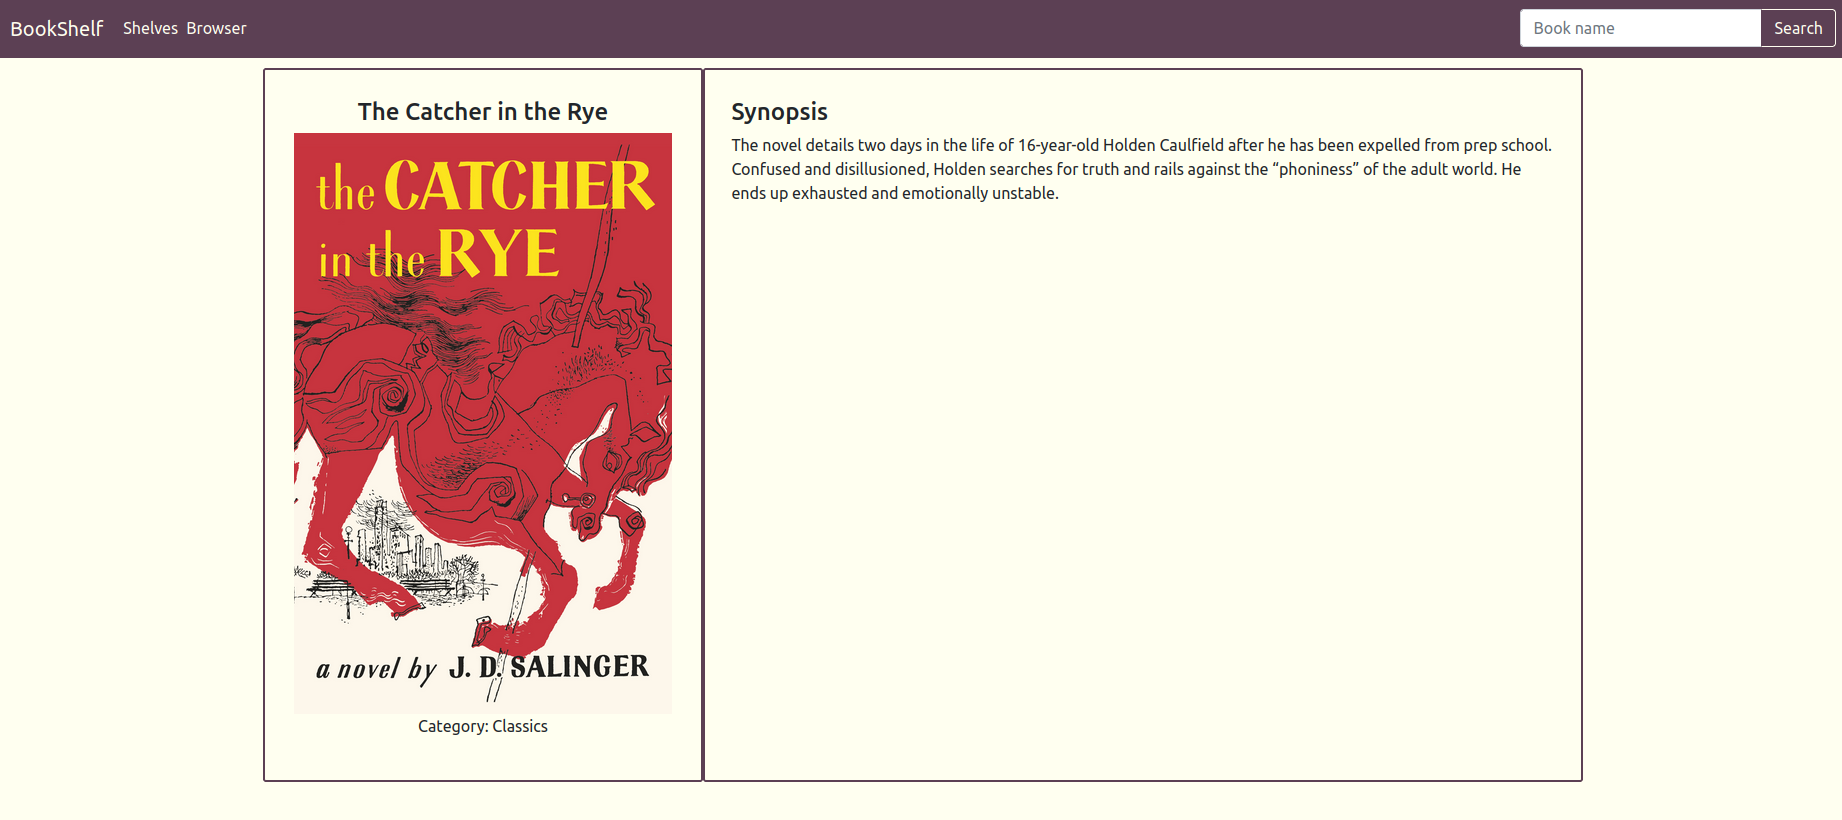 BookShelf Shelves Browser Book name Search
The Catcher in the Rye
the CATCHER
in the RYE
a novel by J. D. SALINGER
Category: Classics
Synopsis
The novel details two days in the life of 16-year-old Holden Caulfield after he has been expelled from prep school.
Confused and disillusioned, Holden searches for truth and rails against the “phoniness” of the adult world. He
ends up exhausted and emotionally unstable.